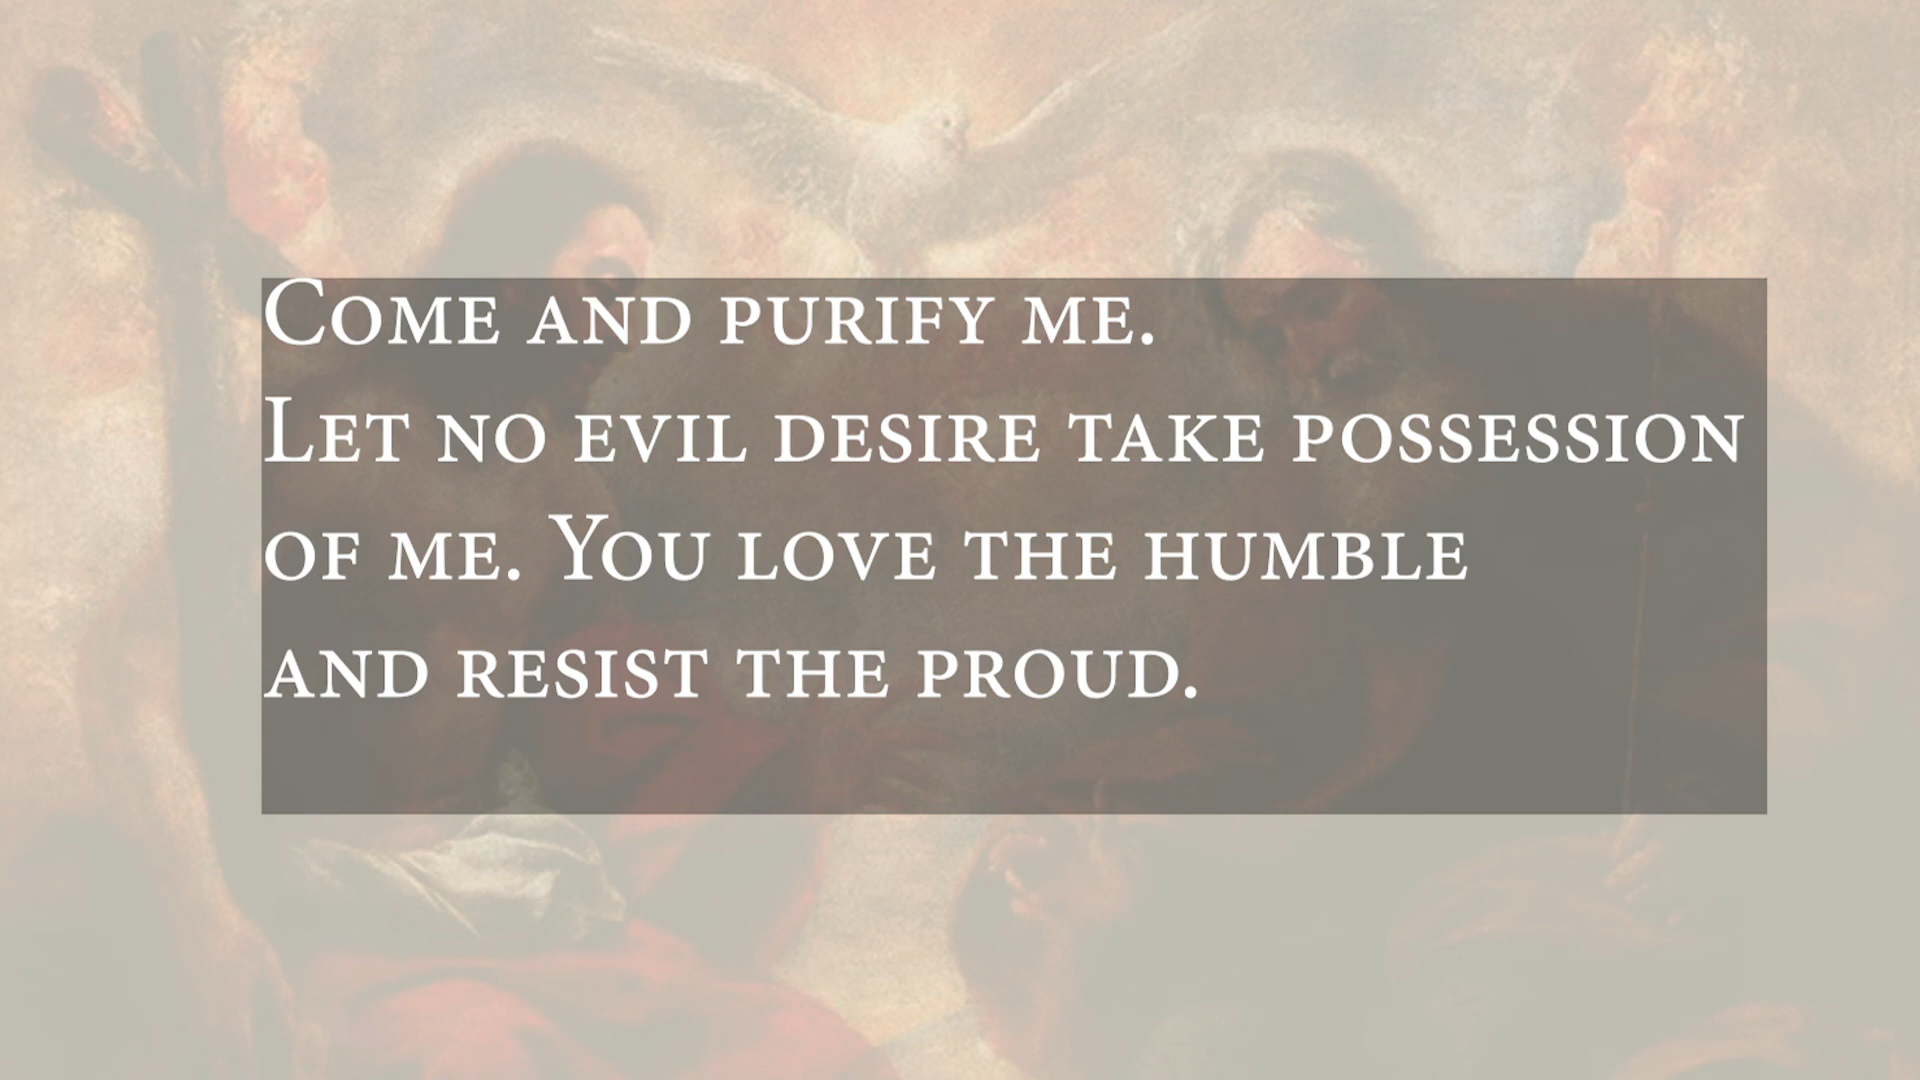 Come and purify me.
Let no evil desire take possession
of me. You love the humble
and resist the proud.